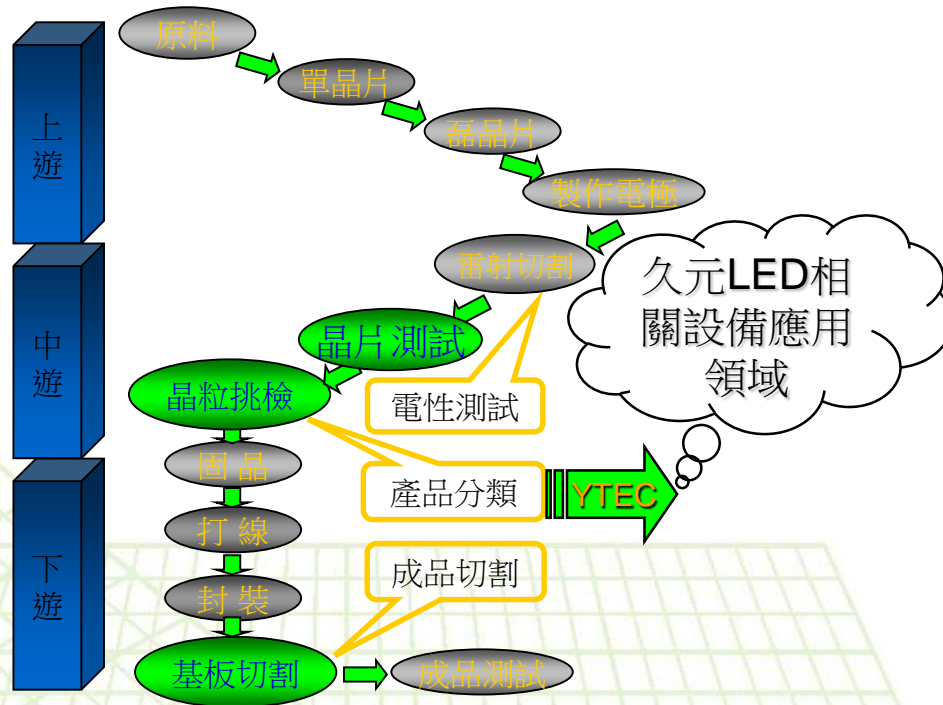 原料
單晶片
磊晶片
製作電極
上
遊
雷射切割
久元LED相
關設備應用
領域
晶片測試
中
遊
晶粒挑檢
電性測試
固 晶
產品分類
YTEC
打 線
成品切割
下
遊
封 裝
基板切割
成品測試